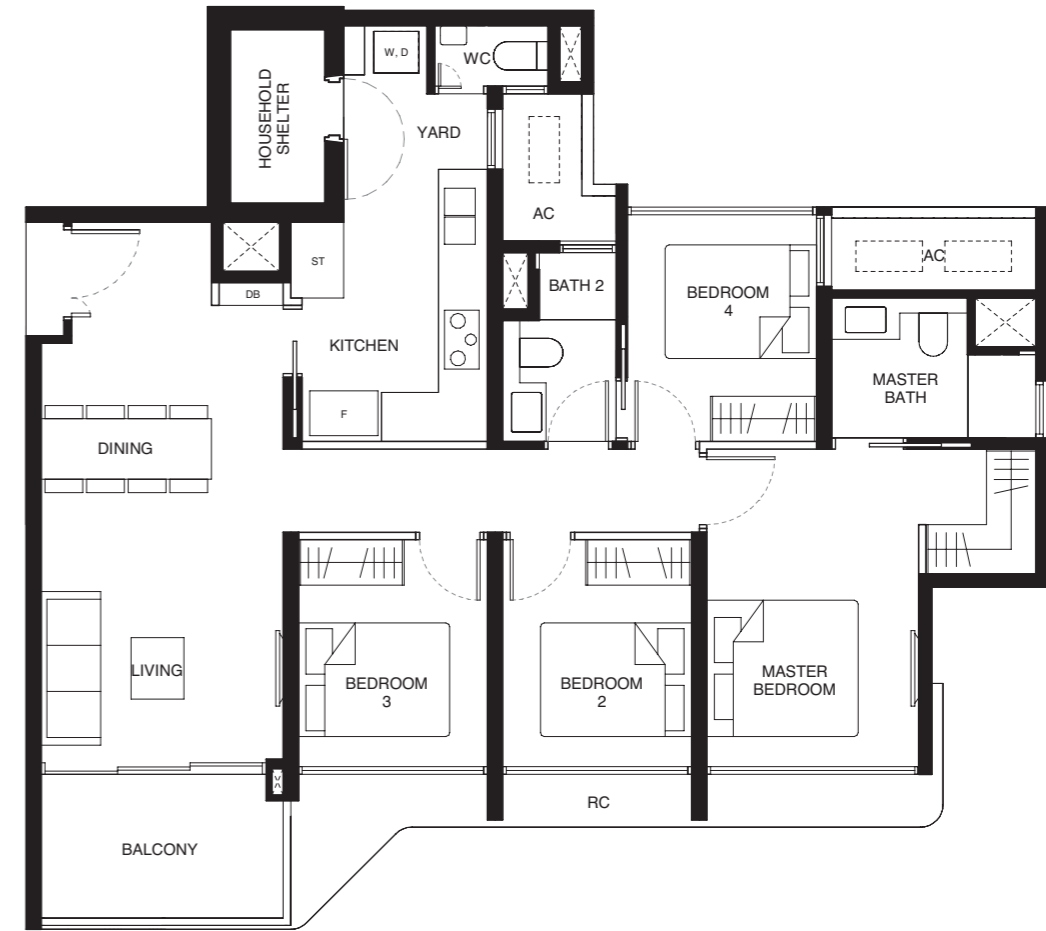 W, D
WC
HOUSEHOLD
SHELTER
YARD
AC
ST
DB
BATH 2
BEDROOM
4
AC
KITCHEN
MASTER
BATH
F
DINING
LIVING
BEDROOM
3
BEDROOM
2
MASTER
BEDROOM
RC
BALCONY